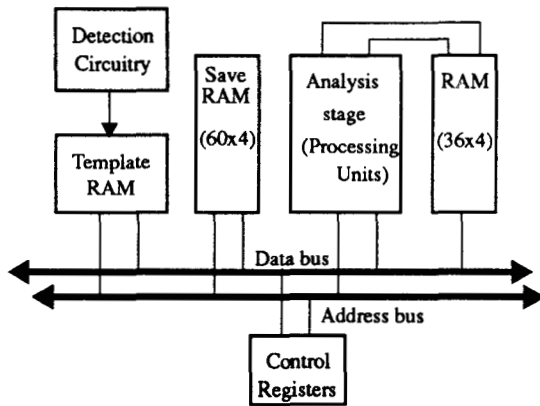 Detection
Circuitry
Template
RAM
Save
RAM
(60x4)
Analysis
stage
(Processing
Units)
RAM
(36x4)
Data bus
Address bus
Control
Registers